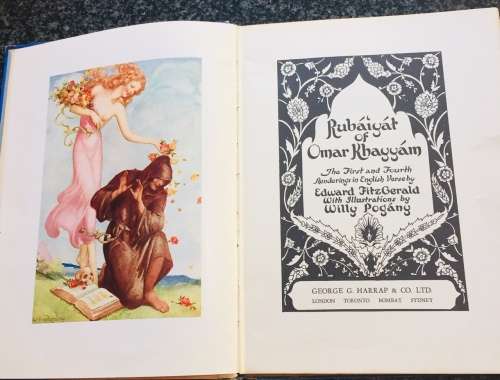 Rubáiyát
of
Omar Khayyám
The First and Fourth
Renderings in English Verse by
Edward FitzGerald
With Illustrations by
Willy Pogány
GEORGE G. HARRAP & CO. LTD.
LONDON TORONTO BOMBAY SYDNEY